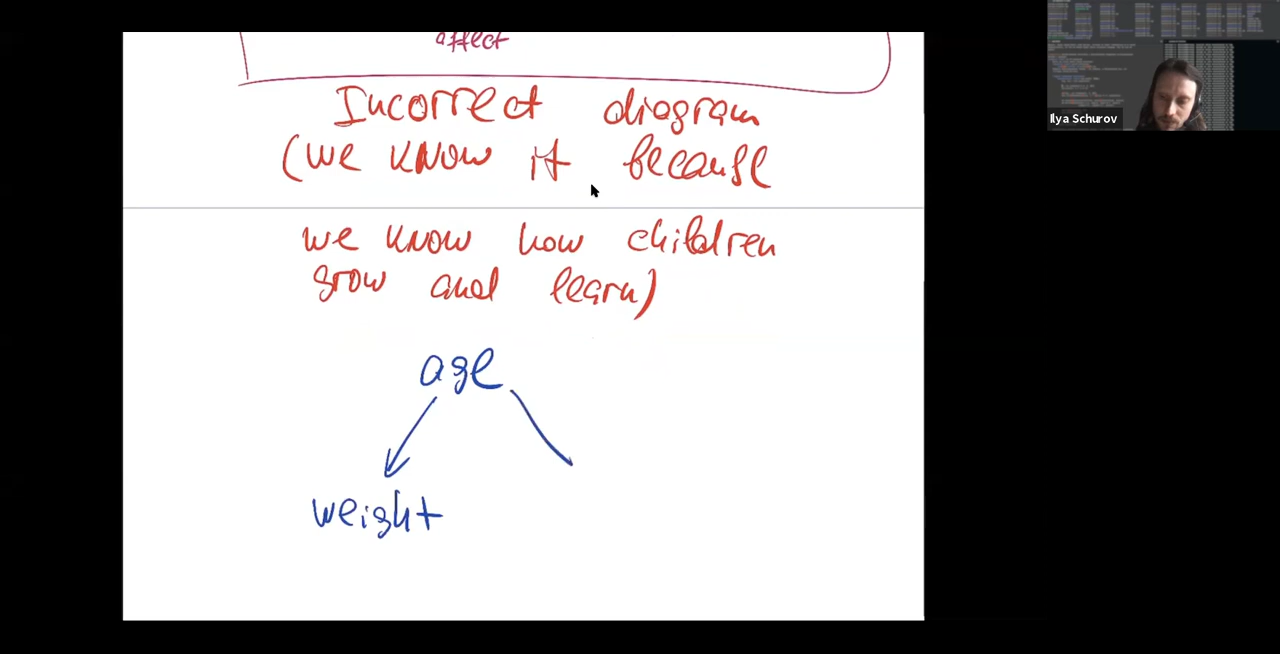 affect
Incorrect diagram
(we know it because
we know how children
grow and learn)
age
weight
Ilya Schurov